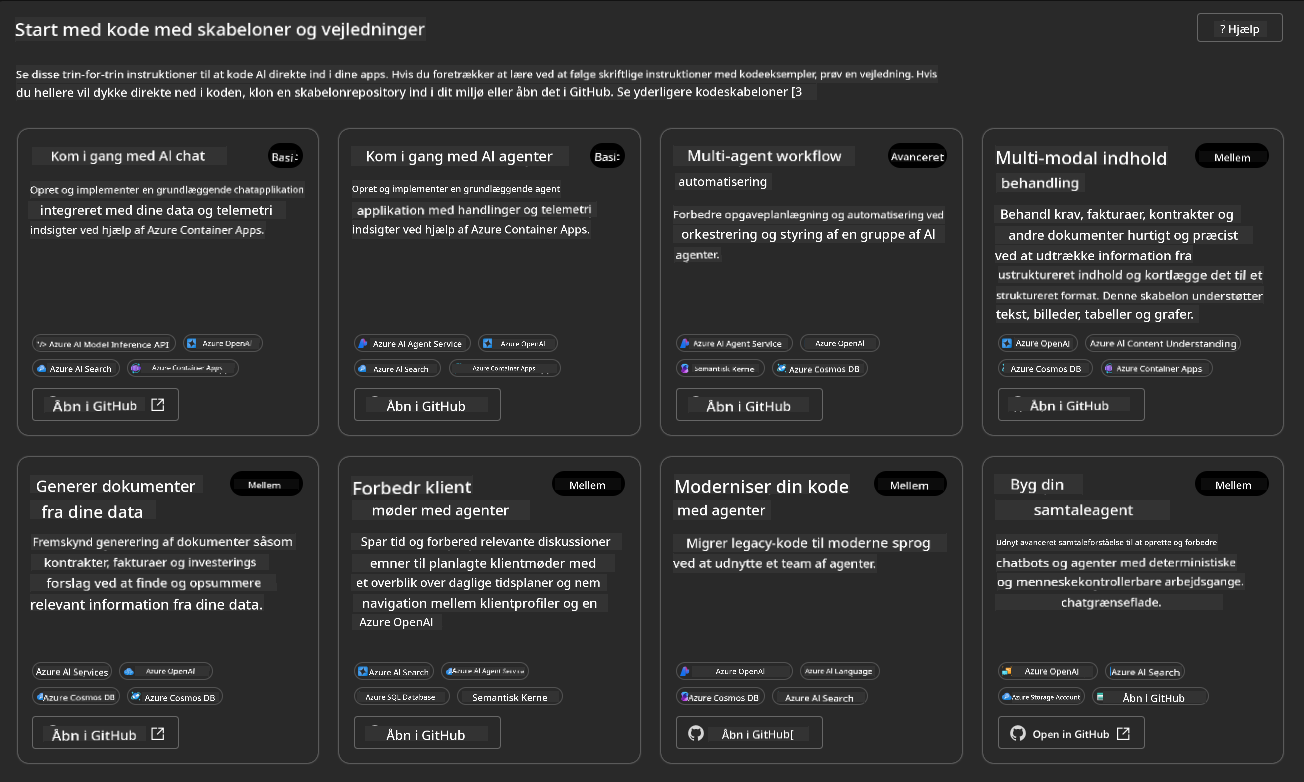 Start med kode med skabeloner og vejledninger
? Hjælp
Se disse trin-for-trin instruktioner til at kode AI direkte ind i dine apps. Hvis du foretrækker at lære ved at følge skriftlige instruktioner med kodeeksempler, prøv en vejledning. Hvis
du hellere vil dykke direkte ned i koden, klon en skabelonrepository ind i dit miljø eller åbn det i GitHub. Se yderligere kodeskabeloner [3
Kom i gang med AI chat
Basi:
Opret og implementer en grundlæggende chatapplikation
integreret med dine data og telemetri
indsigter ved hjælp af Azure Container Apps.
"/> Azure AI Model Inference API
Azure OpenAI
Azure AI Search
Azure Container Apps
Åbn i GitHub
Kom i gang med AI agenter
Basi:
Opret og implementer en grundlæggende agent
applikation med handlinger og telemetri
indsigter ved hjælp af Azure Container Apps.
Azure AI Agent Service
Azure OpenAI
Azure AI Search
Azure Container Apps
Åbn i GitHub
Multi-agent workflow
Avanceret
automatisering
Forbedre opgaveplanlægning og automatisering ved
orkestrering og styring af en gruppe af AI
agenter.
Azure AI Agent Service
Azure OpenAI
Semantisk Kerne
Azure Cosmos DB
Åbn i GitHub
Multi-modal indhold
Mellem
behandling
Behandl krav, fakturaer, kontrakter og
andre dokumenter hurtigt og præcist
ved at udtrække information fra
ustruktureret indhold og kortlægge det til et
struktureret format. Denne skabelon understøtter
tekst, billeder, tabeller og grafer.
Azure OpenAI
Azure AI Content Understanding
Azure Cosmos DB
Azure Container Apps
Åbn i GitHub
Generer dokumenter
Mellem
fra dine data
Fremskynd generering af dokumenter såsom
kontrakter, fakturaer og investerings
forslag ved at finde og opsummere
relevant information fra dine data.
Azure AI Services
Azure OpenAI
Azure Cosmos DB
Azure Cosmos DB
Åbn i GitHub
Forbedr klient
Mellem
møder med agenter
Spar tid og forbered relevante diskussioner
emner til planlagte klientmøder med
et overblik over daglige tidsplaner og nem
navigation mellem klientprofiler og en
Azure OpenAI
Azure AI Search
Azure AI Agent Service
Azure SQL Database
Semantisk Kerne
Åbn i GitHub
Moderniser din kode
Mellem
med agenter
Migrer legacy-kode til moderne sprog
ved at udnytte et team af agenter.
Azure OpenAI
Azure AI Language
Azure Cosmos DB
Azure AI Search
Åbn i GitHub[
Byg din
Mellem
samtaleagent
Udnyt avanceret samtaleforståelse til at oprette og forbedre
chatbots og agenter med deterministiske
og menneskekontrollerbare arbejdsgange.
chatgrænseflade.
Azure OpenAI
Azure AI Search
Azure Storage Account
Åbn I GitHub
Open in GitHub